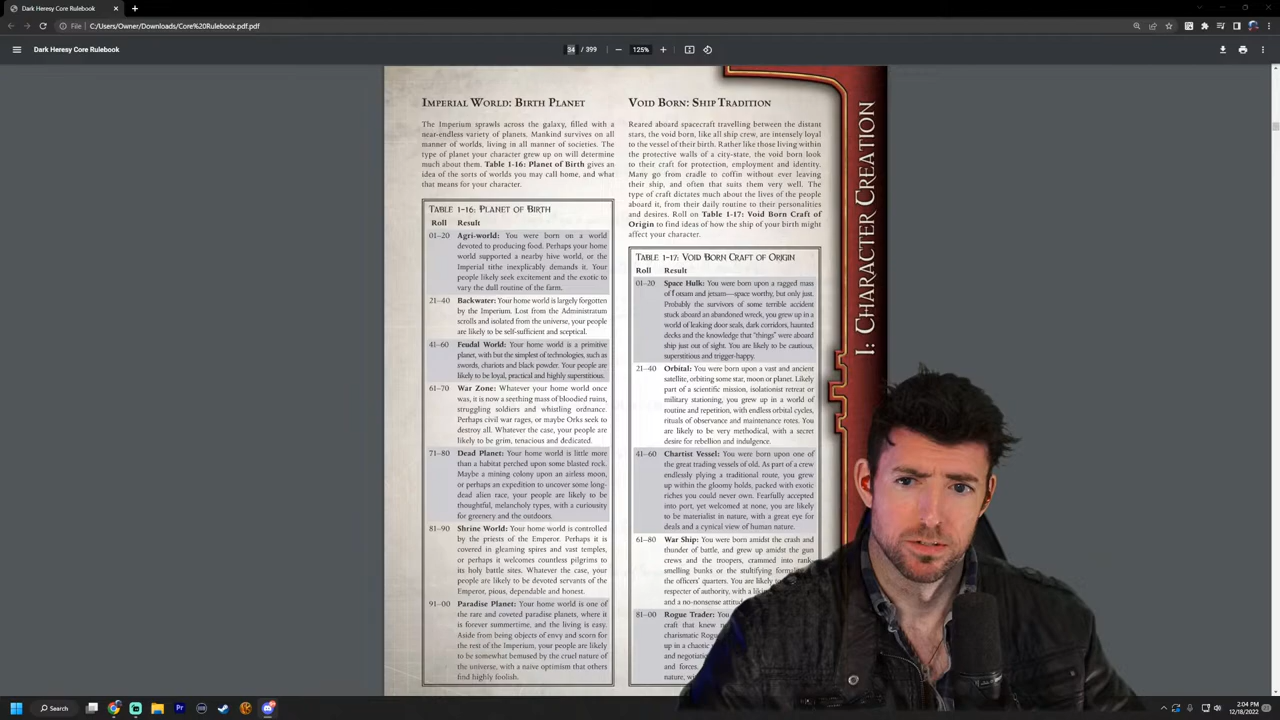 Dark Heresy Core Rulebook
File
C:/Users/Owner/Downloads/Core%20Rulebook.pdf.pdf
Dark Heresy Core Rulebook
34 / 399
125%
IMPERIAL WORLD: BIRTH PLANET
The Imperium sprawls across the galaxy, filled with a
near-endless variety of planets. Mankind survives on all
manner of worlds, living in all manner of societies. The
type of planet your character grew up on will determine
much about them. Table 1-16: Planet of Birth gives an
idea of the sorts of worlds you may call home, and what
that means for your character.
TABLE 1-16: PLANET OF BIRTH
Roll Result
01–20 Agri-world: You were born on a world
devoted to producing food. Perhaps your home
world supported a nearby hive world, or the
Imperial tithe inexplicably demands it. Your
people likely seek excitement and the exotic to
vary the dull routine of the farm.
21–40 Backwater: Your home world is largely forgotten
by the Imperium. Lost from the Administratum
scrolls and isolated from the universe, your people
are likely to be self-sufficient and sceptical.
41–60 Feudal World: Your home world is a primitive
planet, with but the simplest of technologies, such as
swords, chariots and black powder. Your people are
likely to be loyal, practical and highly superstitious.
61–70 War Zone: Whatever your home world once
was, it is now a seething mass of bloodied ruins,
struggling soldiers and whistling ordnance.
Perhaps civil war rages, or maybe Orks seek to
destroy all. Whatever the case, your people are
likely to be grim, tenacious and dedicated.
71–80 Dead Planet: Your home world is little more
than a habitat perched upon some blasted rock.
Maybe a mining colony upon an airless moon,
or perhaps an expedition to uncover some long-
dead alien race, your people are likely to be
thoughtful, melancholy types, with a curiosity
for greenery and the outdoors.
81–90 Shrine World: Your home world is controlled
by the priests of the Emperor. Perhaps it is
covered in gleaming spires and vast temples,
or perhaps it welcomes countless pilgrims to
its holy battle sites. Whatever the case, your
people are likely to be devoted servants of the
Emperor, pious, dependable and honest.
91–00 Paradise Planet: Your home world is one of
the rare and coveted paradise planets, where it
is forever summertime, and the living is easy.
Aside from being objects of envy and scorn for
the rest of the Imperium, your people are likely
to be somewhat bemused by the cruel nature of
the universe, with a naive optimism that others
find highly foolish.
VOID BORN: SHIP TRADITION
Reared aboard spacecraft travelling between the distant
stars, the void born, like all ship crew, are intensely loyal
to the vessel of their birth. Rather like those living within
the protective walls of a city-state, the void born look
to their craft for protection, employment and identity.
Many go from cradle to coffin without ever leaving
their ship, and often that suits them very well. The
type of craft dictates much about the lives of the people
aboard it, from their daily routine to their personalities
and desires. Roll on Table 1-17: Void Born Craft of
Origin to find ideas of how the ship of your birth might
affect your character.
TABLE 1-17: VOID BORN CRAFT OF ORIGIN
Roll Result
01–20 Space Hulk: You were born upon a ragged mass
of flotsam and jetsam—space worthy, but only just.
Probably the survivors of some terrible accident
stuck aboard an abandoned wreck, you grew up in a
world of leaking door seals, dark corridors, haunted
decks and the knowledge that "things" were aboard
ship just out of sight. You are likely to be cautious,
superstitious and trigger-happy.
21–40 Orbital: You were born upon a vast and ancient
satellite, orbiting some star, moon or planet. Likely
part of a scientific mission, isolationist retreat or
military stationing, you grew up in a world of
routine and repetition, with endless orbital cycles,
rituals of observance and maintenance rotes. You
are likely to be very methodical, with a secret
desire for rebellion and indulgence.
41–60 Chartist Vessel: You were born upon one of
the great trading vessels of old. As part of a crew
endlessly plying a traditional route, you grew
up within the gloomy holds, packed with exotic
riches you could never own. Fearfully accepted
into port, yet welcomed at none, you are likely
to be materialist in nature, with a great eye for
deals and a cynical view of human nature.
61–80 War Ship: You were born amidst the crash and
thunder of battle, and grew up amidst the gun
crews and the troopers, crammed into rank
smelling bunks or the stultifying
the officers' quarters. You are likely
respecter of authority, with a
and a no-nonsense
81–00 Rogue Trader:
craft that knew
charismatic
up in a chaotic
and
and forces.
nature,
I: CHARACTER CREATION
Search
2:04 PM
12/18/2022